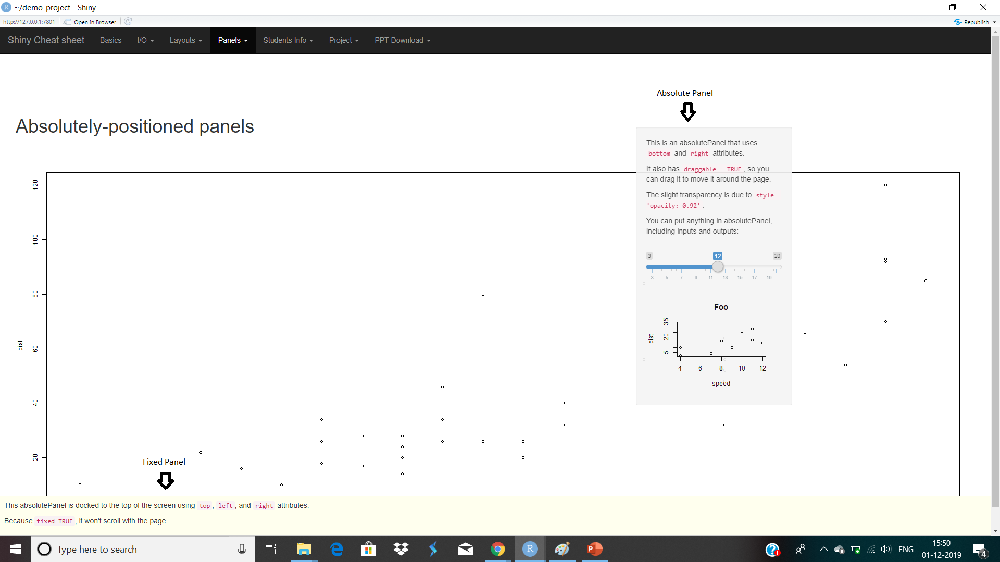 ~/demo_project - Shiny
http://127.0.0.1:7801 Open in Browser Republish
Shiny Cheat sheet Basics I/O Layouts Panels Students Info Project PPT Download
Absolute Panel
Absolutely-positioned panels
This is an absolutePanel that uses
bottom and right attributes.
It also has draggable = TRUE , so you
can drag it to move it around the page.
The slight transparency is due to style =
'opacity: 0.92' .
You can put anything in absolutePanel,
including inputs and outputs:
3 12 20
3 5 7 9 11 13 15 17 19
Foo
35
20
5
dist
4 6 8 10 12
speed
120
100
80
60
40
20
dist
Fixed Panel
This absolutePanel is docked to the top of the screen using top , left , and right attributes.
Because fixed=TRUE , it won't scroll with the page.
Type here to search
ENG
15:50
01-12-2019
4